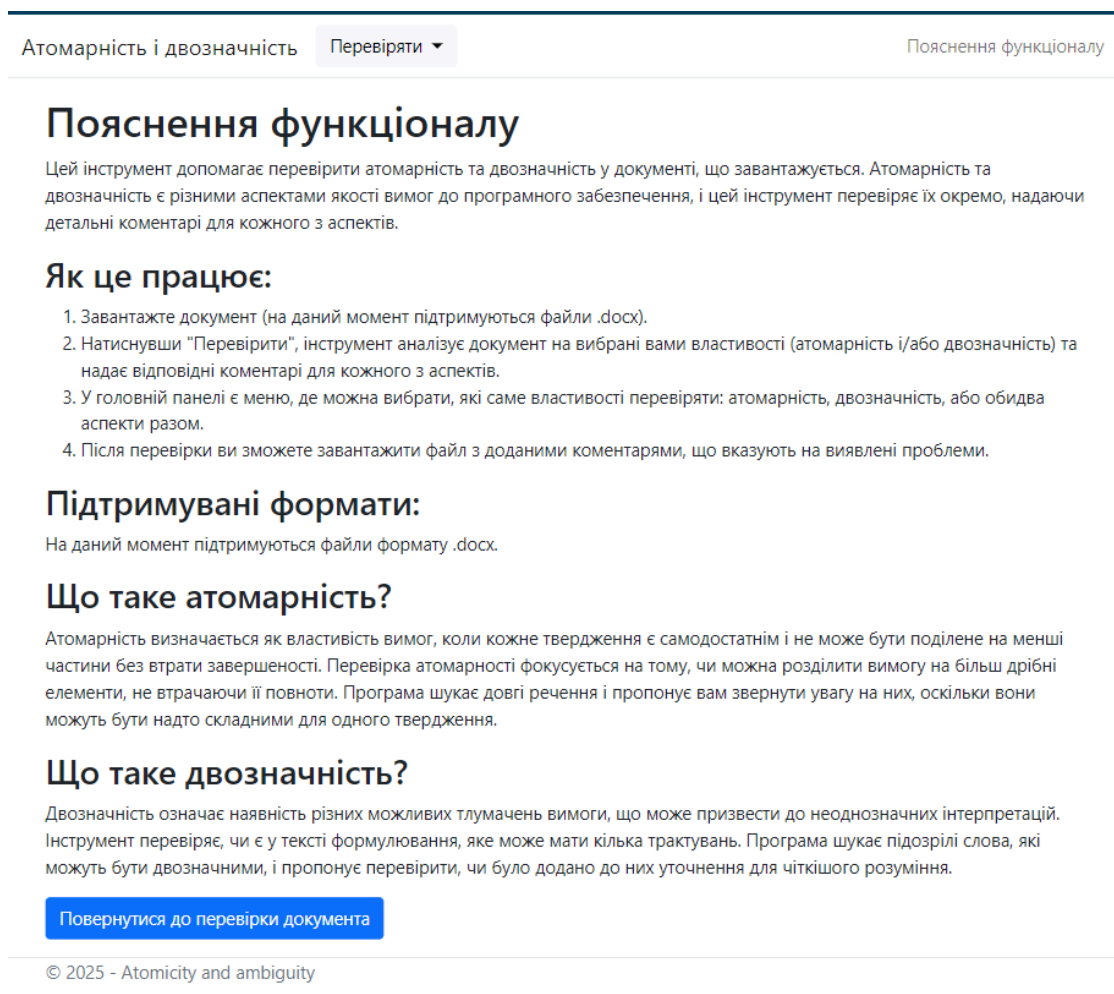 Атомарність і двозначність Перевіряти Пояснення функціоналу
Пояснення функціоналу
Цей інструмент допомагає перевірити атомарність та двозначність у документі, що завантажується. Атомарність та
двозначність є різними аспектами якості вимог до програмного забезпечення, і цей інструмент перевіряє їх окремо, надаючи
детальні коментарі для кожного з аспектів.
Як це працює:
1. Завантажте документ (на даний момент підтримуються файли .docx).
2. Натиснувши "Перевірити", інструмент аналізує документ на вибрані вами властивості (атомарність і/або двозначність) та
надає відповідні коментарі для кожного з аспектів.
3. У головній панелі є меню, де можна вибрати, які саме властивості перевіряти: атомарність, двозначність, або обидва
аспекти разом.
4. Після перевірки ви зможете завантажити файл з доданими коментарями, що вказують на виявлені проблеми.
Підтримувані формати:
На даний момент підтримуються файли формату .docx.
Що таке атомарність?
Атомарність визначається як властивість вимог, коли кожне твердження є самодостатнім і не може бути поділене на менші
частини без втрати завершеності. Перевірка атомарності фокусується на тому, чи можна розділити вимогу на більш дрібні
елементи, не втрачаючи її повноти. Програма шукає довгі речення і пропонує вам звернути увагу на них, оскільки вони
можуть бути надто складними для одного твердження.
Що таке двозначність?
Двозначність означає наявність різних можливих тлумачень вимоги, що може призвести до неоднозначних інтерпретацій.
Інструмент перевіряє, чи є у тексті формулювання, яке може мати кілька трактувань. Програма шукає підозрілі слова, які
можуть бути двозначними, і пропонує перевірити, чи було додано до них уточнення для чіткішого розуміння.
Повернутися до перевірки документа
© 2025 - Atomicity and ambiguity